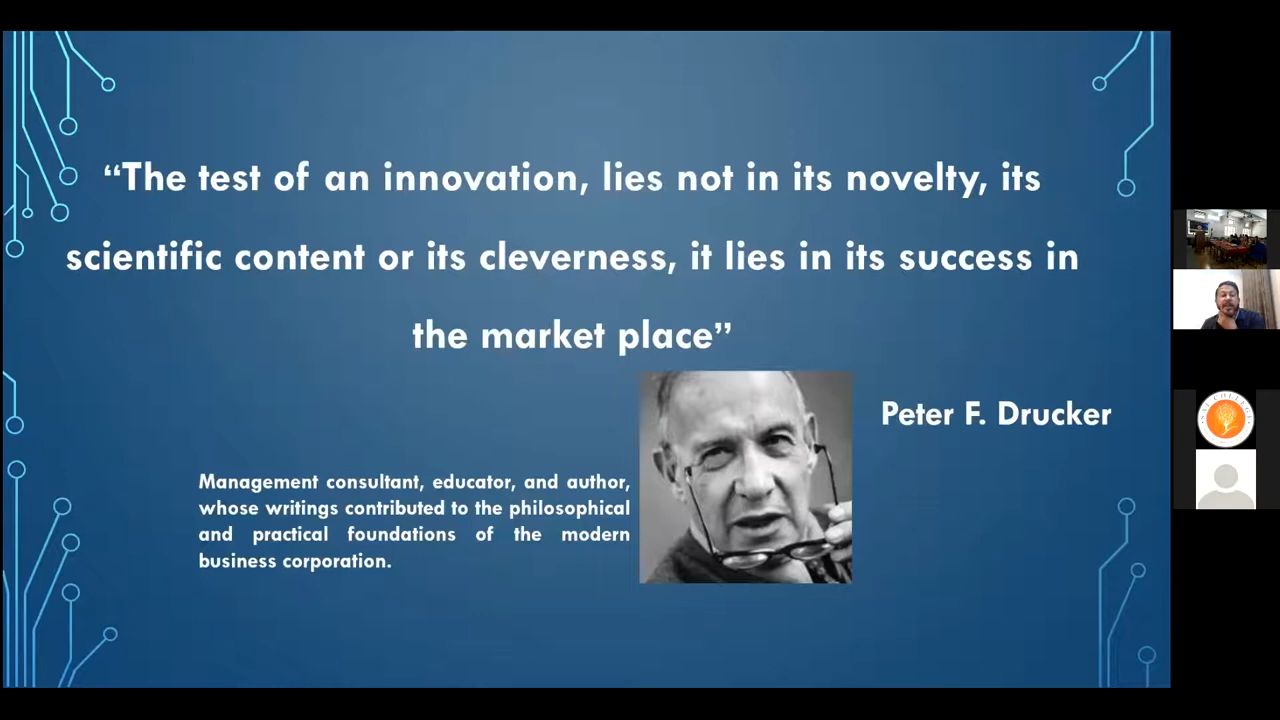 “The test of an innovation, lies not in its novelty, its
scientific content or its cleverness, it lies in its success in
the market place”
Peter F. Drucker
Management consultant, educator, and author,
whose writings contributed to the philosophical
and practical foundations of the modern
business corporation.